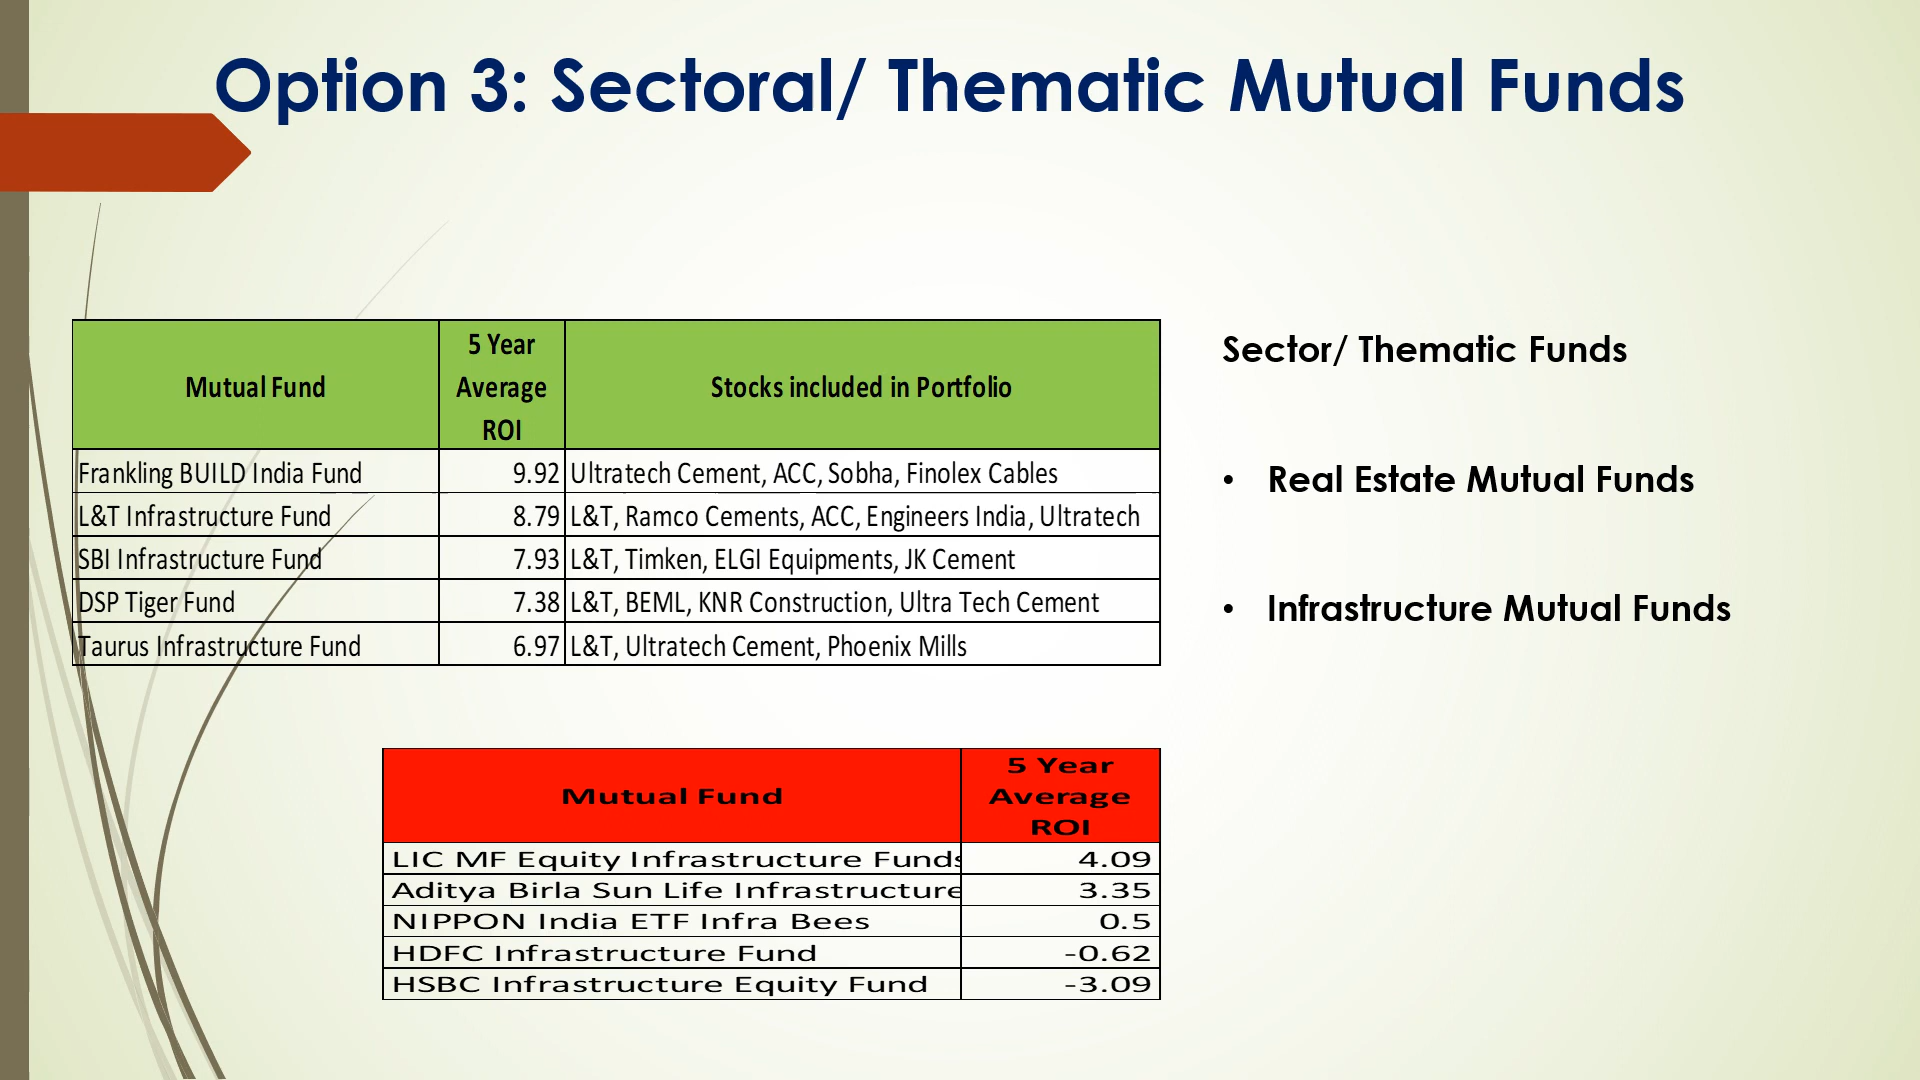 Option 3: Sectoral/ Thematic Mutual Funds
Mutual Fund 5 Year Average ROI Stocks included in Portfolio
Frankling BUILD India Fund 9.92 Ultratech Cement, ACC, Sobha, Finolex Cables
L&T Infrastructure Fund 8.79 L&T, Ramco Cements, ACC, Engineers India, Ultratech
SBI Infrastructure Fund 7.93 L&T, Timken, ELGI Equipments, JK Cement
DSP Tiger Fund 7.38 L&T, BEML, KNR Construction, Ultra Tech Cement
Taurus Infrastructure Fund 6.97 L&T, Ultratech Cement, Phoenix Mills
Sector/ Thematic Funds
• Real Estate Mutual Funds
• Infrastructure Mutual Funds
Mutual Fund 5 Year Average ROI
LIC MF Equity Infrastructure Funds 4.09
Aditya Birla Sun Life Infrastructure 3.35
NIPPON India ETF Infra Bees 0.5
HDFC Infrastructure Fund -0.62
HSBC Infrastructure Equity Fund -3.09